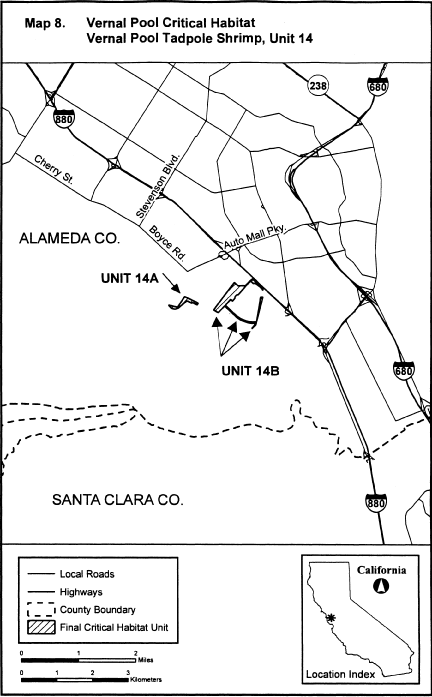 Map 8. Vernal Pool Critical Habitat
Vernal Pool Tadpole Shrimp, Unit 14
238
680
880
Cherry St.
Stevenson Blvd.
Boyce Rd.
Auto Mall Pky.
ALAMEDA CO.
UNIT 14A
UNIT 14B
680
SANTA CLARA CO.
880
Local Roads
Highways
County Boundary
Final Critical Habitat Unit
0 1 2
Miles
0 1 2 3
Kilometers
California
Location Index